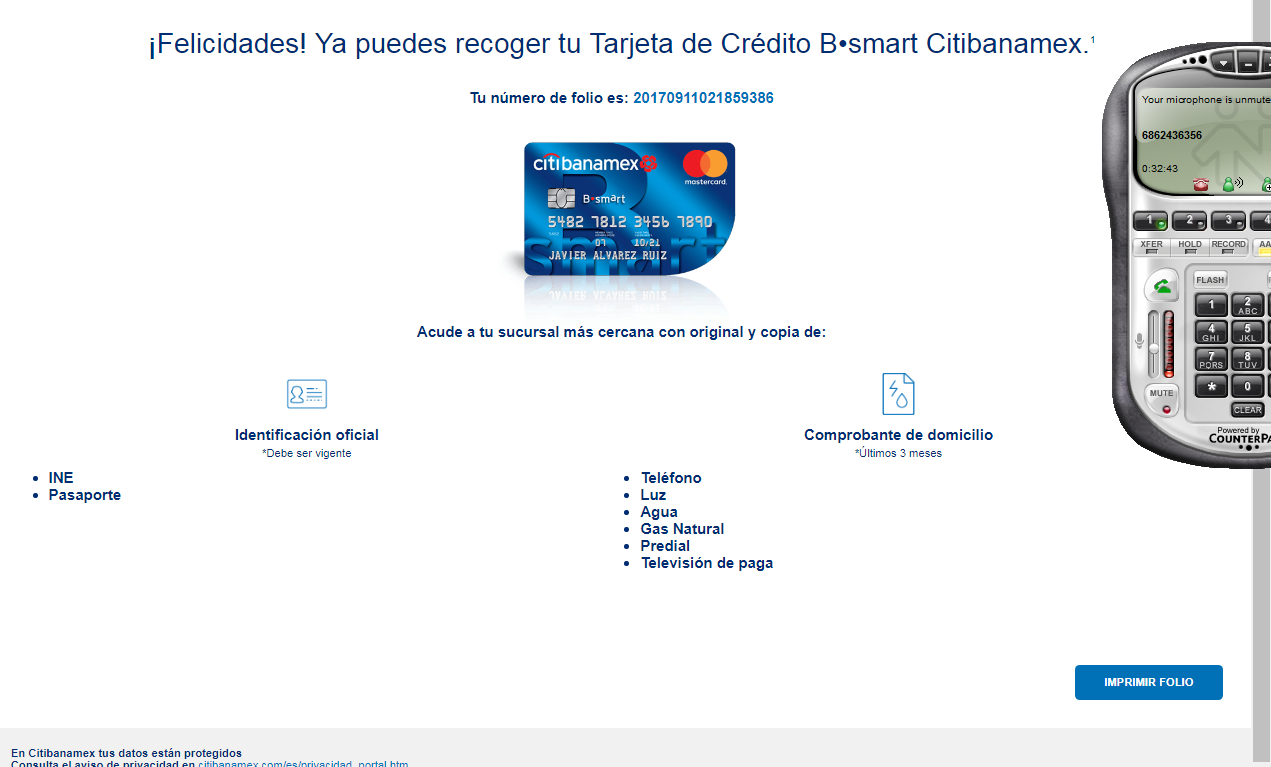 ¡Felicidades! Ya puedes recoger tu Tarjeta de Crédito B•smart Citibanamex.¹
Tu número de folio es: 20170911021859386
citibanamex
mastercard.
B•smart
5482 7812 3456 7890
07 10/21
JAVIER ALVAREZ RUIZ
smart
Acude a tu sucursal más cercana con original y copia de:
Identificación oficial
*Debe ser vigente
• INE
• Pasaporte
Comprobante de domicilio
*Últimos 3 meses
• Teléfono
• Luz
• Agua
• Gas Natural
• Predial
• Televisión de paga
IMPRIMIR FOLIO
En Citibanamex tus datos están protegidos
Consulta el aviso de privacidad en citibanamex.com/es/privacidad_portal.htm
Your microphone is unmute
6862436356
0:32:43
1 2 3 4
XFER HOLD RECORD AA
FLASH
1 2 ABC
4 GHI 5 JKL
7 PQRS 8 TUV
* 0
MUTE
CLEAR
Powered by
COUNTERPA